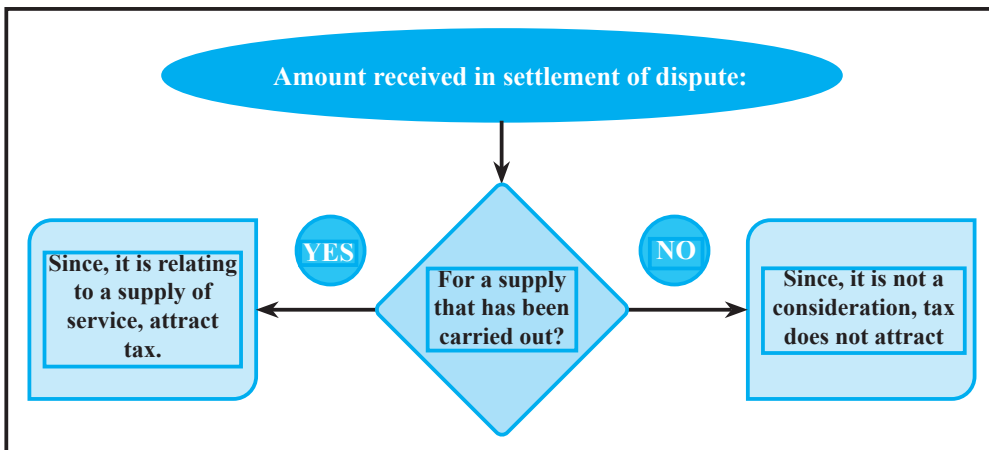 Amount received in settlement of dispute:
YES
NO
Since, it is relating
to a supply of
service, attract
tax.
For a supply
that has been
carried out?
Since, it is not a
consideration, tax
does not attract